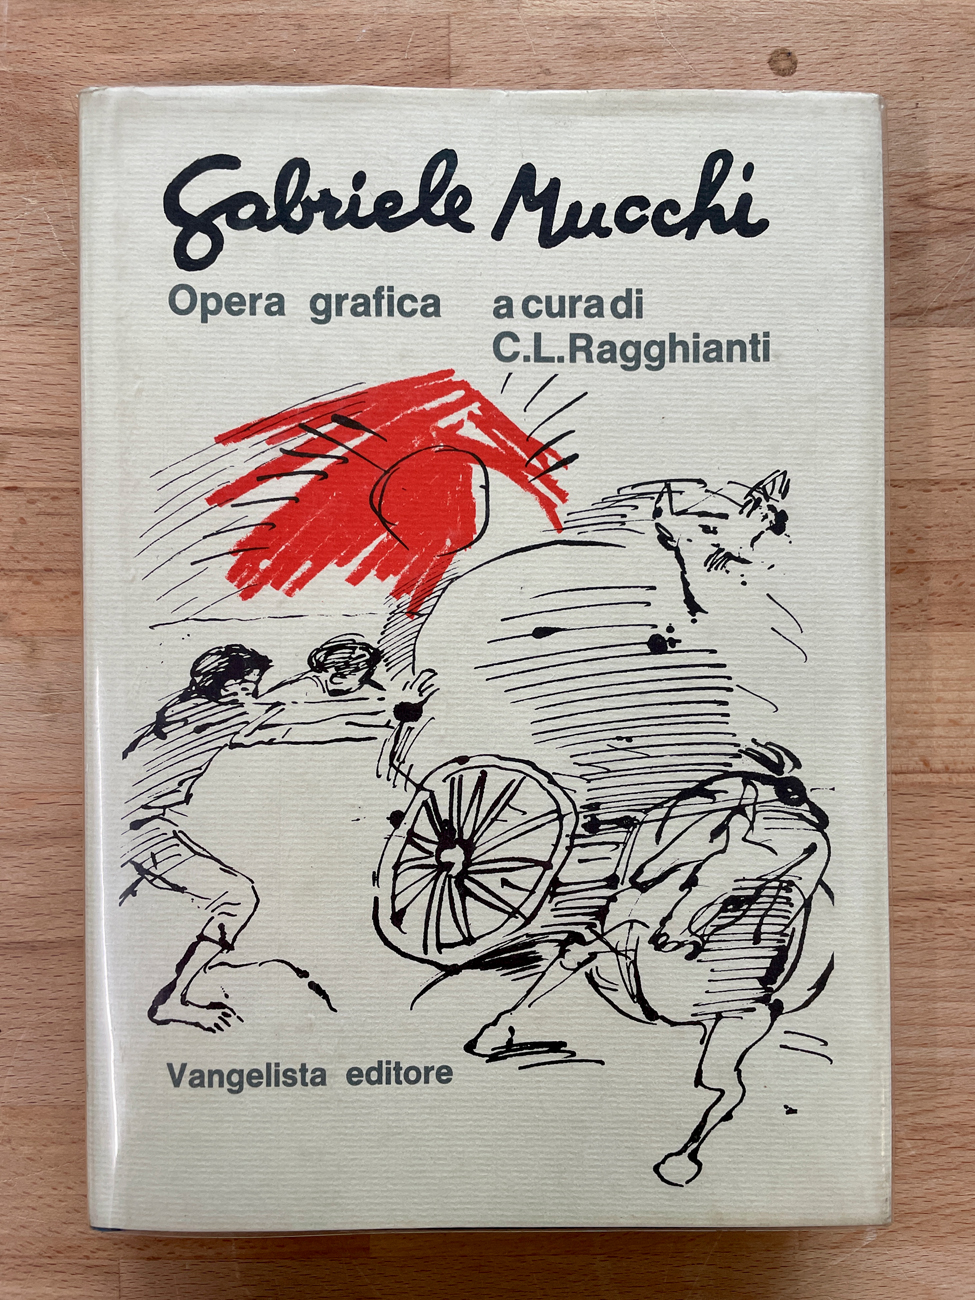 Gabriele Mucchi
Opera grafica a cura di
C.L.Ragghianti
Vangelista editore